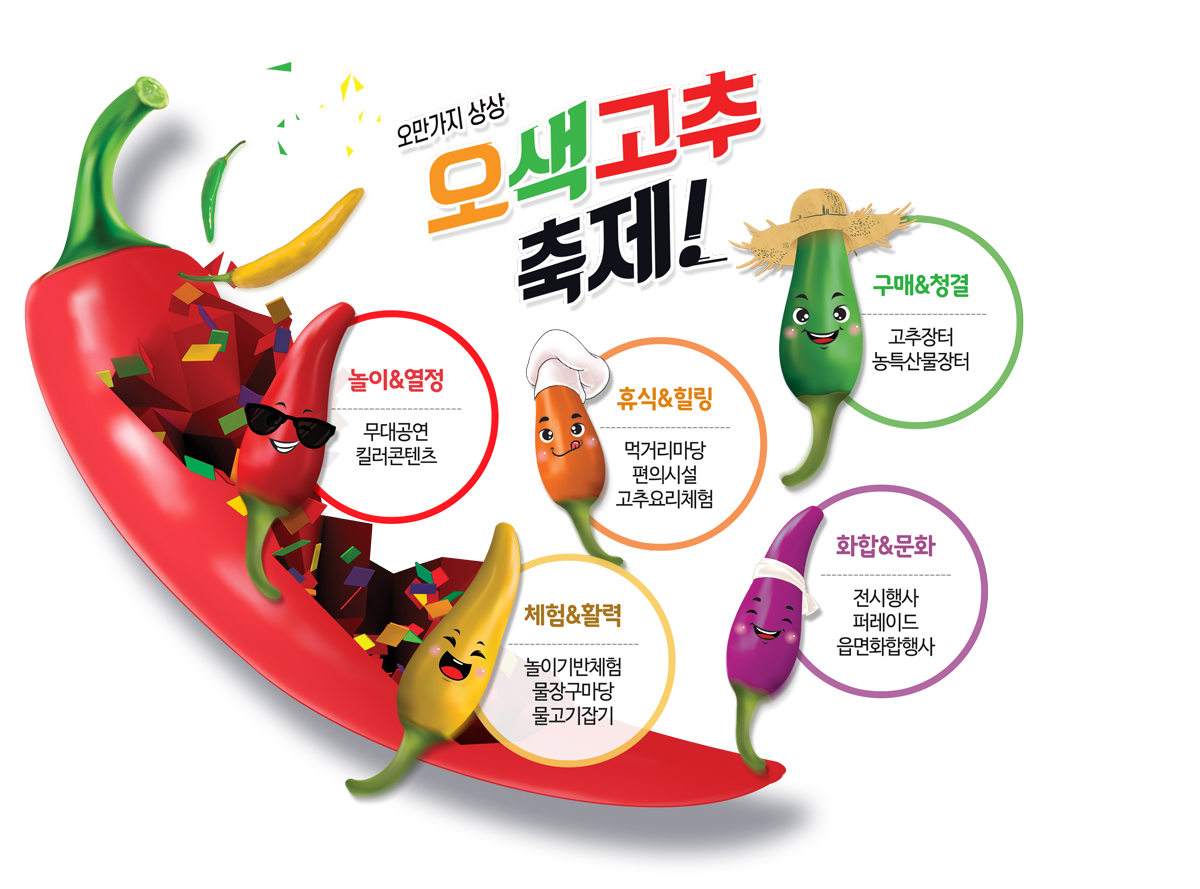 오만가지 상상
오색고추
축제!
구매&청결
고추장터
농특산물장터
놀이&열정
무대공연
킬러콘텐츠
휴식&힐링
먹거리마당
편의시설
고추요리체험
화합&문화
전시행사
퍼레이드
읍면화합행사
체험&활력
놀이기반체험
물장구마당
물고기잡기